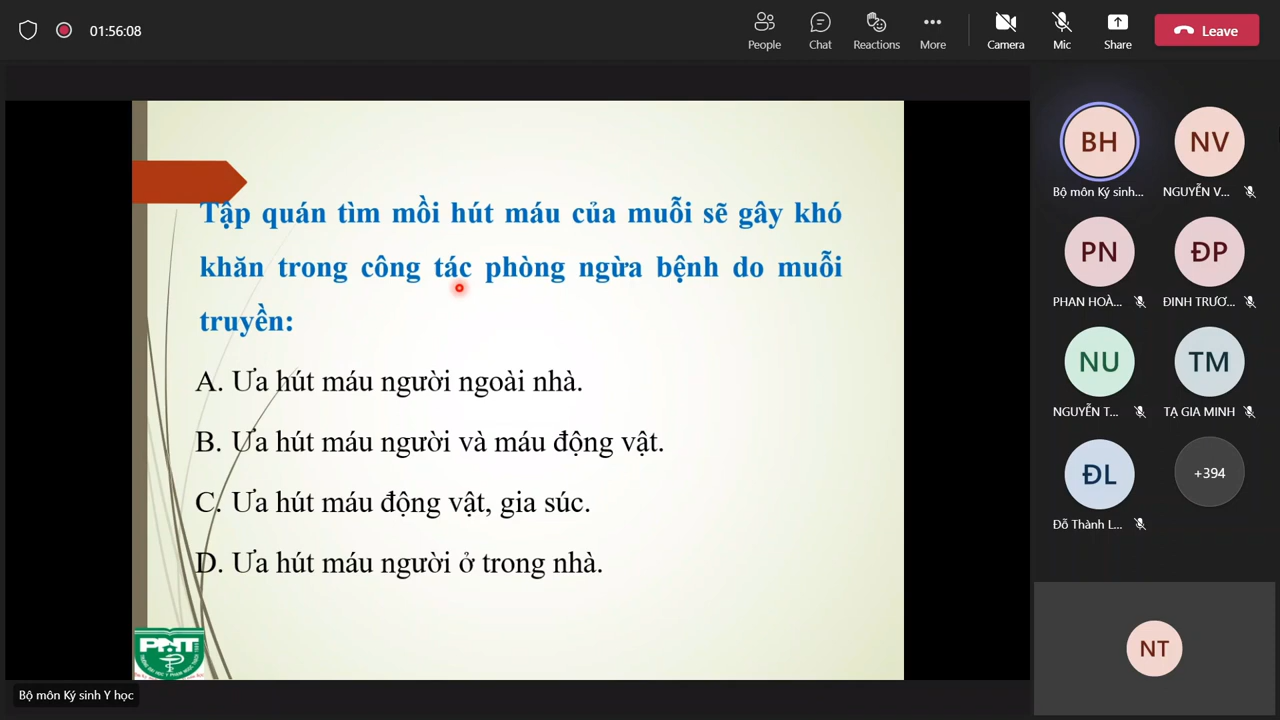 01:56:08
People
Chat
Reactions
More
Camera
Mic
Share
Leave
Tập quán tìm mồi hút máu của muỗi sẽ gây khó
khăn trong công tác phòng ngừa bệnh do muỗi
truyền:
A. Ưa hút máu người ngoài nhà.
B. Ưa hút máu người và máu động vật.
C. Ưa hút máu động vật, gia súc.
D. Ưa hút máu người ở trong nhà.
PNT
Bộ môn Ký sinh Y học
BH
NV
Bộ môn Ký sinh...
NGUYỄN V...
PN
ĐP
PHAN HOÀ...
ĐINH TRƯƠ...
NU
TM
NGUYỄN T...
TẠ GIA MINH
ĐL
+394
Đỗ Thành L...
NT